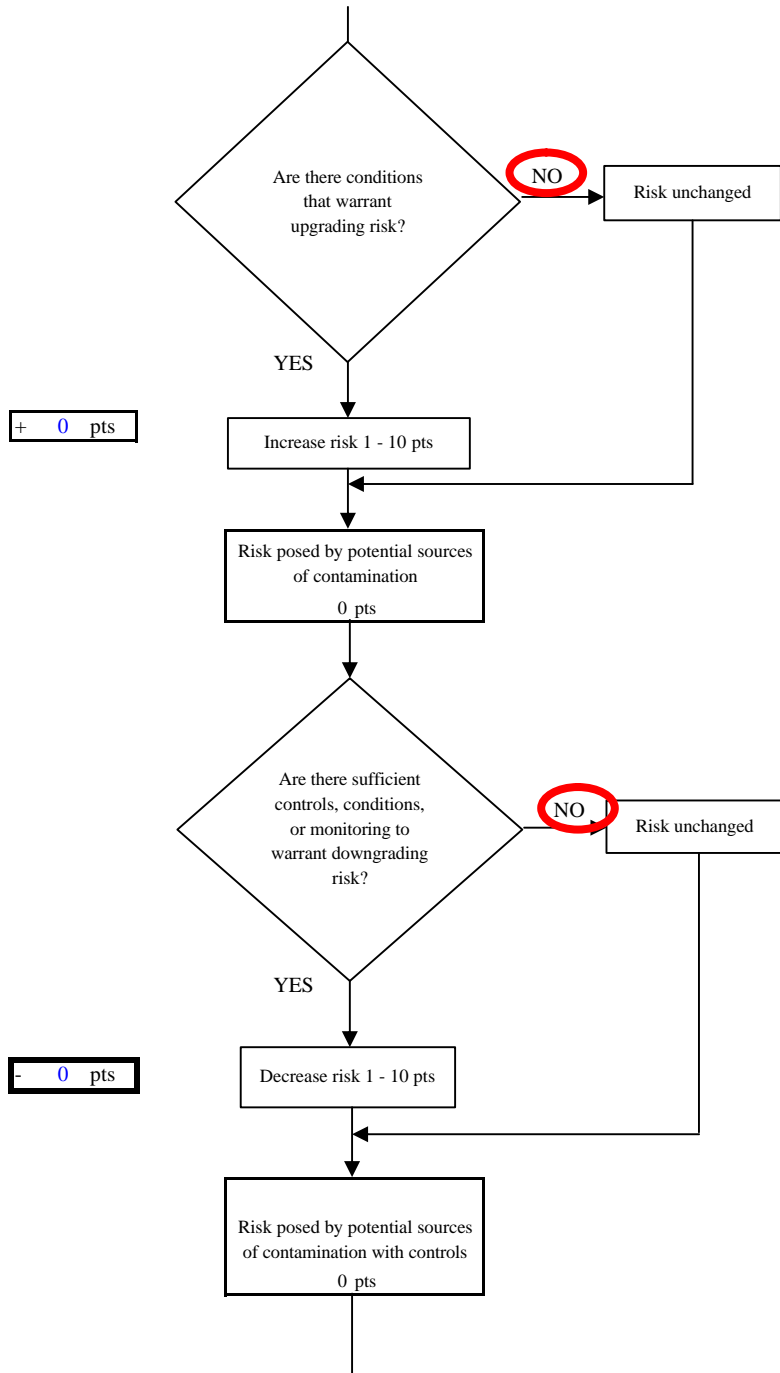 Are there conditions
that warrant
upgrading risk?
NO
Risk unchanged
YES
+ 0 pts
Increase risk 1 - 10 pts
Risk posed by potential sources
of contamination
0 pts
Are there sufficient
controls, conditions,
or monitoring to
warrant downgrading
risk?
NO
Risk unchanged
YES
- 0 pts
Decrease risk 1 - 10 pts
Risk posed by potential sources
of contamination with controls
0 pts